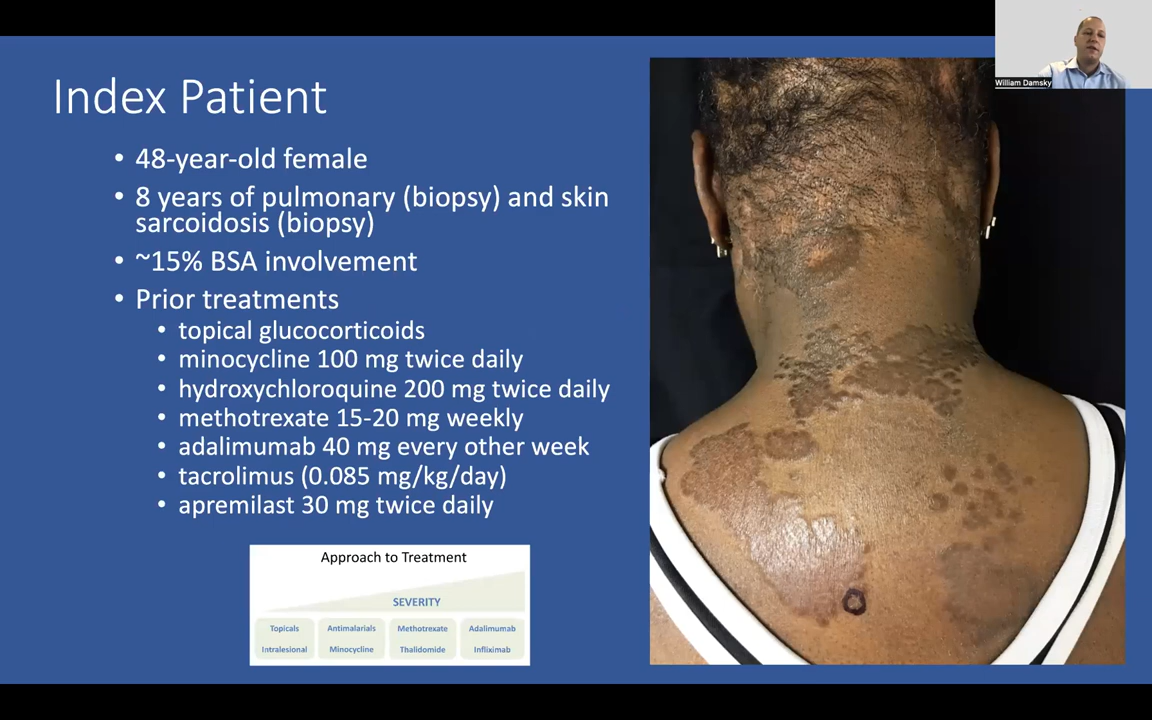 William Damsky
Index Patient
• 48-year-old female
• 8 years of pulmonary (biopsy) and skin
sarcoidosis (biopsy)
• ~15% BSA involvement
• Prior treatments
• topical glucocorticoids
• minocycline 100 mg twice daily
• hydroxychloroquine 200 mg twice daily
• methotrexate 15-20 mg weekly
• adalimumab 40 mg every other week
• tacrolimus (0.085 mg/kg/day)
• apremilast 30 mg twice daily
Approach to Treatment
SEVERITY
Topicals Antimalarials Methotrexate Adalimumab
Intralesional Minocycline Thalidomide Infliximab